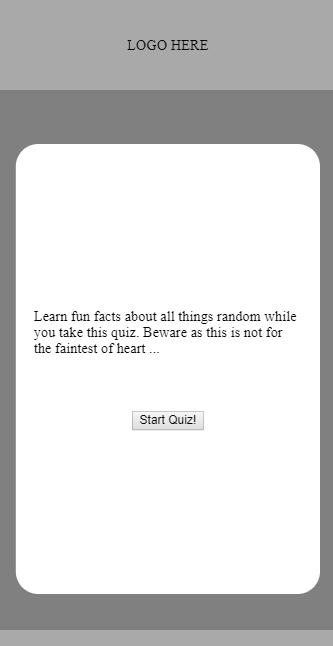 LOGO HERE
Learn fun facts about all things random while
you take this quiz. Beware as this is not for
the faintest of heart ...
Start Quiz!